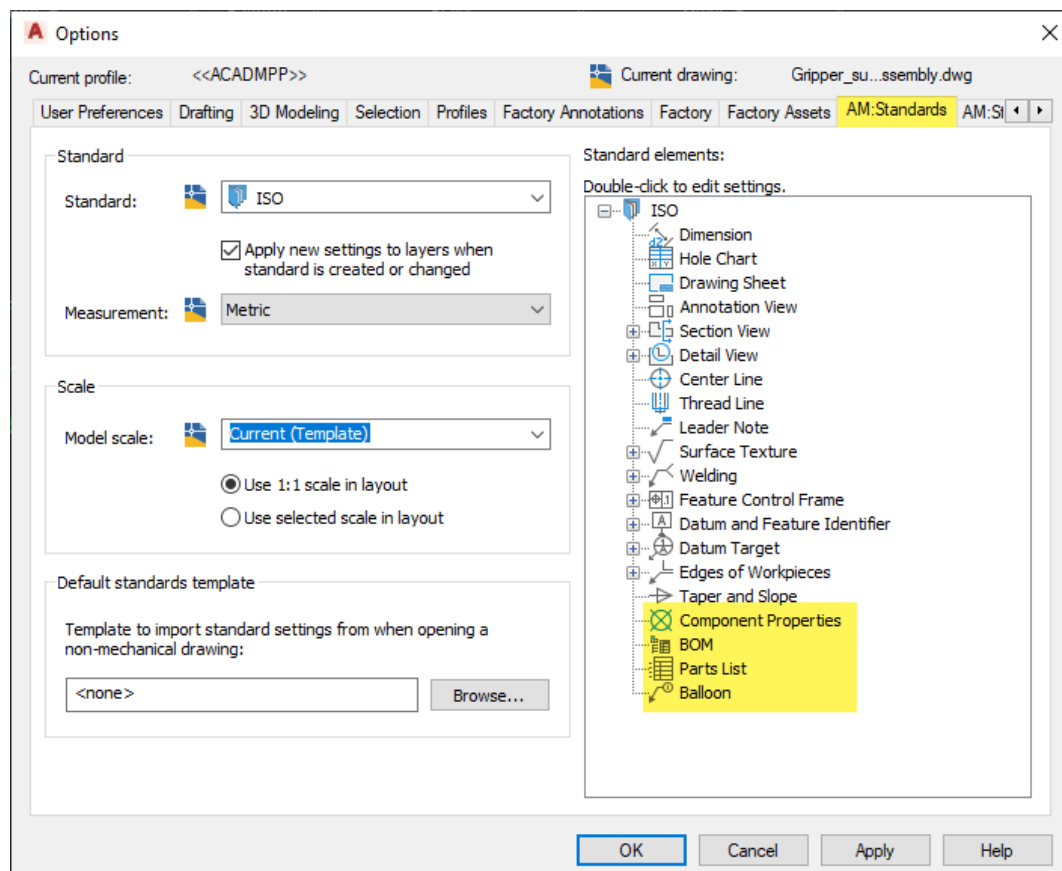 Options
Current profile: <<ACADMPP>> Current drawing: Gripper_su...ssembly.dwg
User Preferences Drafting 3D Modeling Selection Profiles Factory Annotations Factory Factory Assets AM:Standards AM:St
Standard
Standard: ISO
Apply new settings to layers when
standard is created or changed
Measurement: Metric
Scale
Model scale: Current (Template)
Use 1:1 scale in layout
Use selected scale in layout
Default standards template
Template to import standard settings from when opening a
non-mechanical drawing:
<none> Browse...
Standard elements:
Double-click to edit settings.
ISO
Dimension
Hole Chart
Drawing Sheet
Annotation View
Section View
Detail View
Center Line
Thread Line
Leader Note
Surface Texture
Welding
Feature Control Frame
Datum and Feature Identifier
Datum Target
Edges of Workpieces
Taper and Slope
Component Properties
BOM
Parts List
Balloon
OK Cancel Apply Help